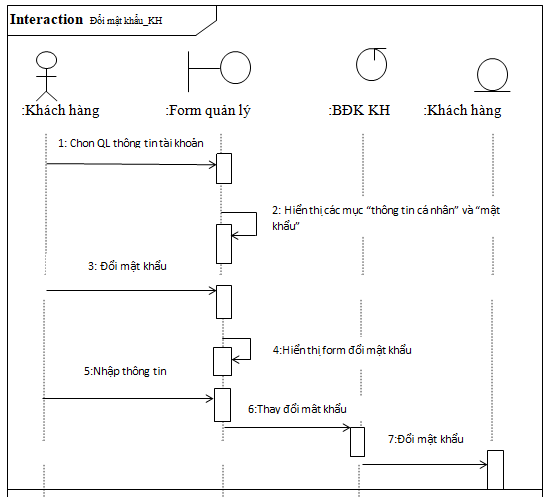 Interaction Đổi mật khẩu_KH
:Khách hàng
:Form quản lý
:BĐK KH
:Khách hàng
1: Chọn QL thông tin tài khoản
2: Hiển thị các mục “thông tin cá nhân” và “mật
khẩu”
3: Đổi mật khẩu
4:Hiển thị form đổi mật khẩu
5:Nhập thông tin
6:Thay đổi mât khẩu
7:Đổi mật khẩu